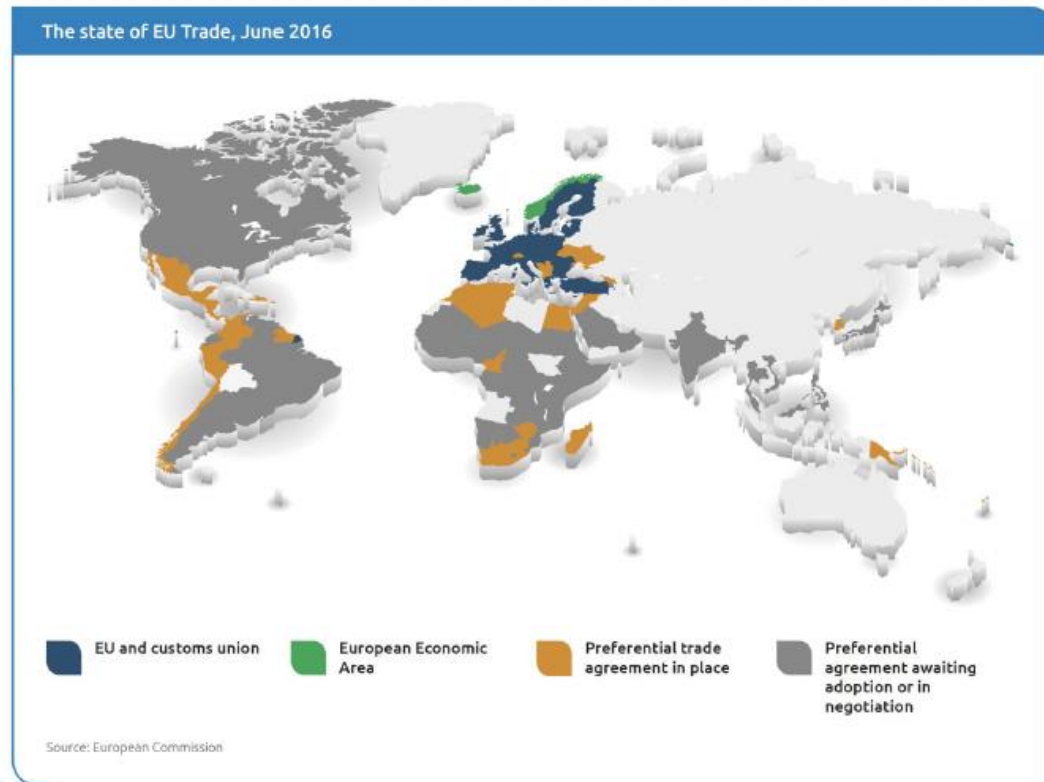 The state of EU Trade, June 2016
EU and customs union
European Economic
Area
Preferential trade
agreement in place
Preferential
agreement awaiting
adoption or in
negotiation
Source: European Commission